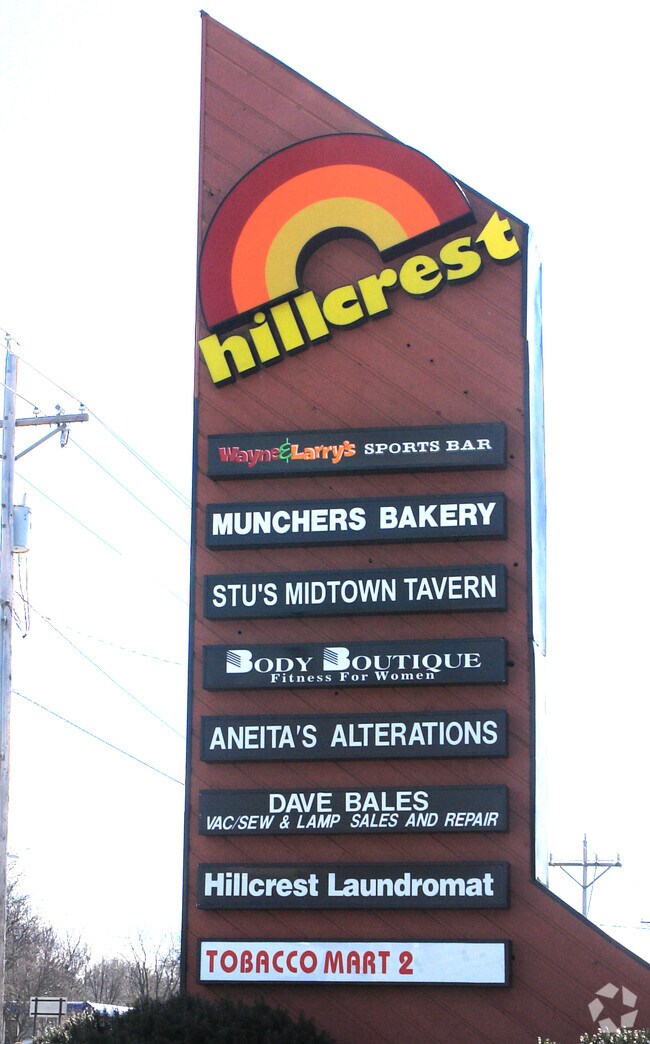 hillcrest
Wayne & Larry's SPORTS BAR
MUNCHERS BAKERY
STU'S MIDTOWN TAVERN
BODY BOUTIQUE
Fitness For Women
ANEITA'S ALTERATIONS
DAVE BALES
VAC/SEW & LAMP SALES AND REPAIR
Hillcrest Laundromat
TOBACCO MART 2